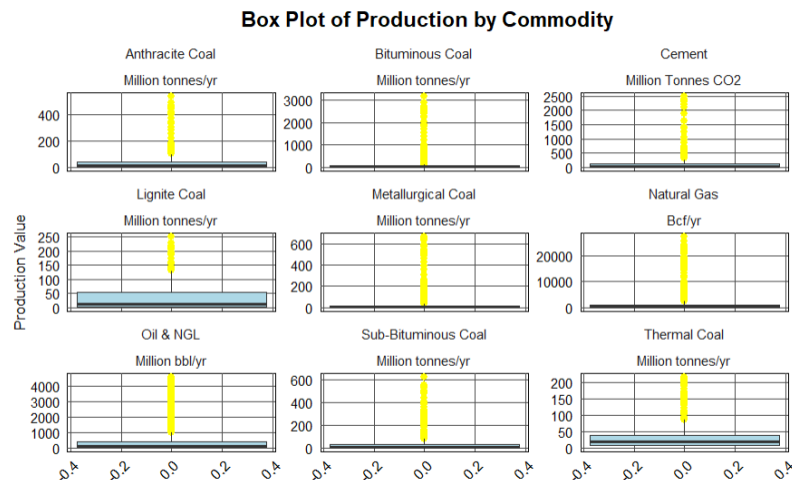 Box Plot of Production by Commodity
Anthracite Coal
Bituminous Coal
Cement
Million tonnes/yr
Million tonnes/yr
Million Tonnes CO2
400
200
0
3000
2000
1000
0
2500
2000
1500
1000
500
0
Lignite Coal
Metallurgical Coal
Natural Gas
Million tonnes/yr
Million tonnes/yr
Bcf/yr
250
200
150
100
50
0
600
400
200
0
20000
10000
0
Production Value
Oil & NGL
Sub-Bituminous Coal
Thermal Coal
Million bbl/yr
Million tonnes/yr
Million tonnes/yr
4000
3000
2000
1000
0
600
400
200
0
200
150
100
50
0
-0.4 -0.2 0.0 0.2 0.4
-0.4 -0.2 0.0 0.2 0.4
-0.4 -0.2 0.0 0.2 0.4